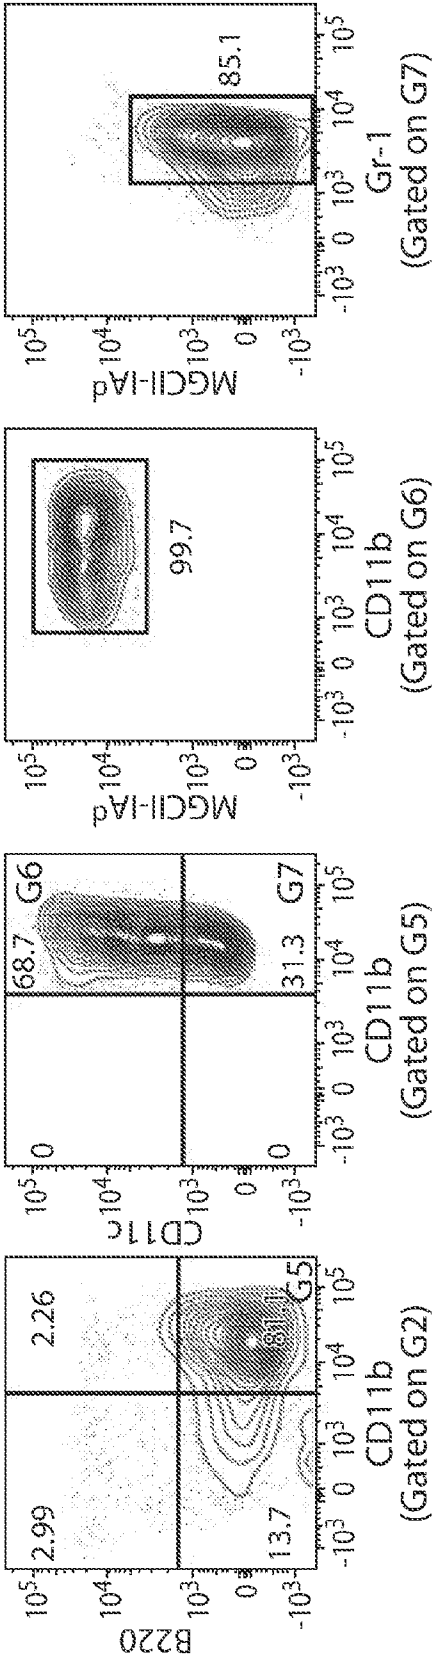 B220
10⁵
10⁴
10³
0
-10³
2.99
2.26
13.7
81.1
G5
-10³ 0 10³ 10⁴ 10⁵
CD11b
(Gated on G2)
CD11c
10⁵
10⁴
10³
0
-10³
0
68.7
G6
0
31.3
G7
-10³ 0 10³ 10⁴ 10⁵
CD11b
(Gated on G5)
MGCII-IAᵈ
10⁵
10⁴
10³
0
-10³
99.7
-10³ 0 10³ 10⁴ 10⁵
CD11b
(Gated on G6)
MGCII-IAᵈ
10⁵
10⁴
10³
0
-10³
85.1
-10³ 0 10³ 10⁴ 10⁵
Gr-1
(Gated on G7)